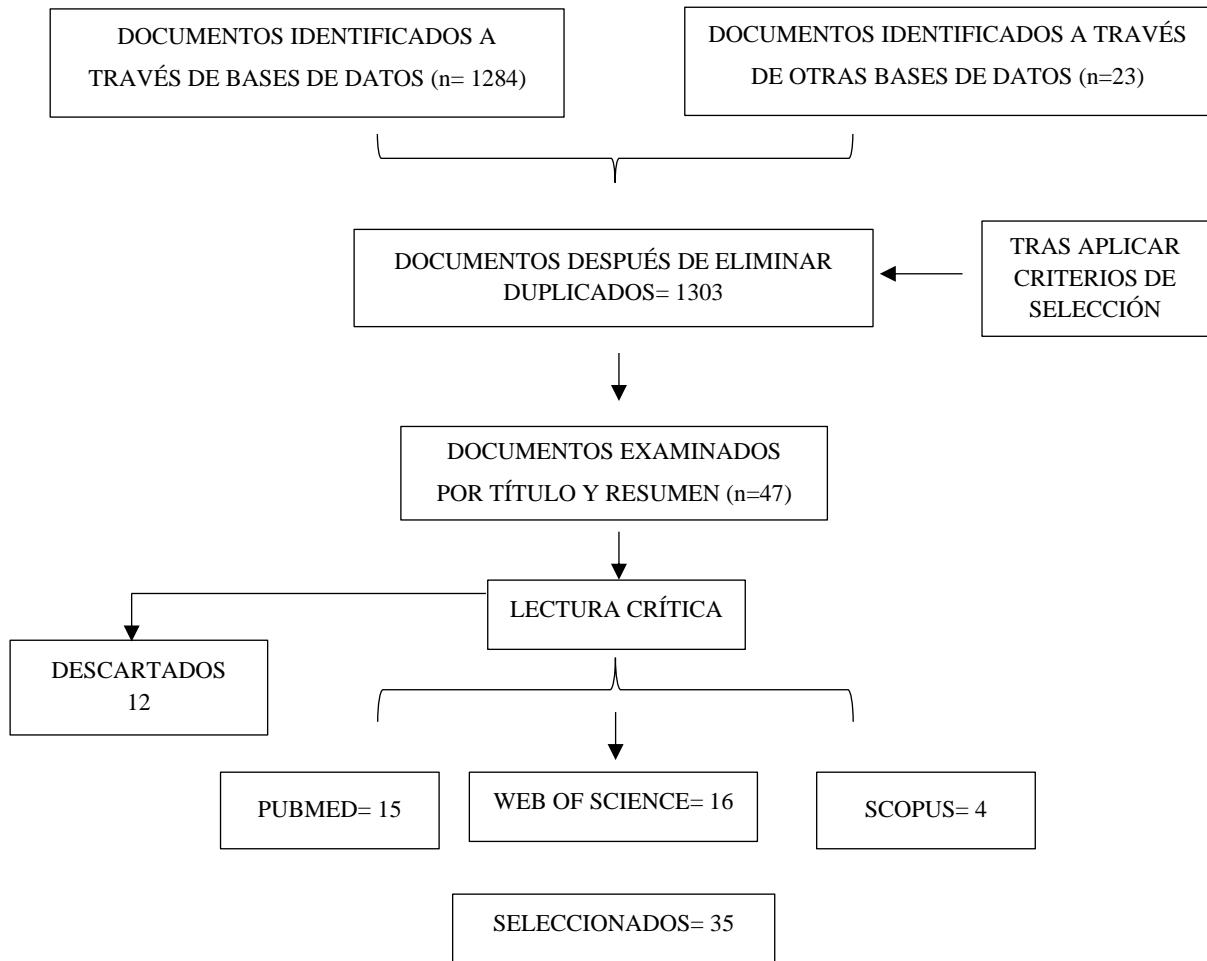 DOCUMENTOS IDENTIFICADOS A
TRAVÉS DE BASES DE DATOS (n= 1284)
DOCUMENTOS IDENTIFICADOS A TRAVÉS
DE OTRAS BASES DE DATOS (n=23)
DOCUMENTOS DESPUÉS DE ELIMINAR
DUPLICADOS= 1303
TRAS APLICAR
CRITERIOS DE
SELECCIÓN
DOCUMENTOS EXAMINADOS
POR TÍTULO Y RESUMEN (n=47)
LECTURA CRÍTICA
DESCARTADOS
12
PUBMED= 15
WEB OF SCIENCE= 16
SCOPUS= 4
SELECCIONADOS= 35